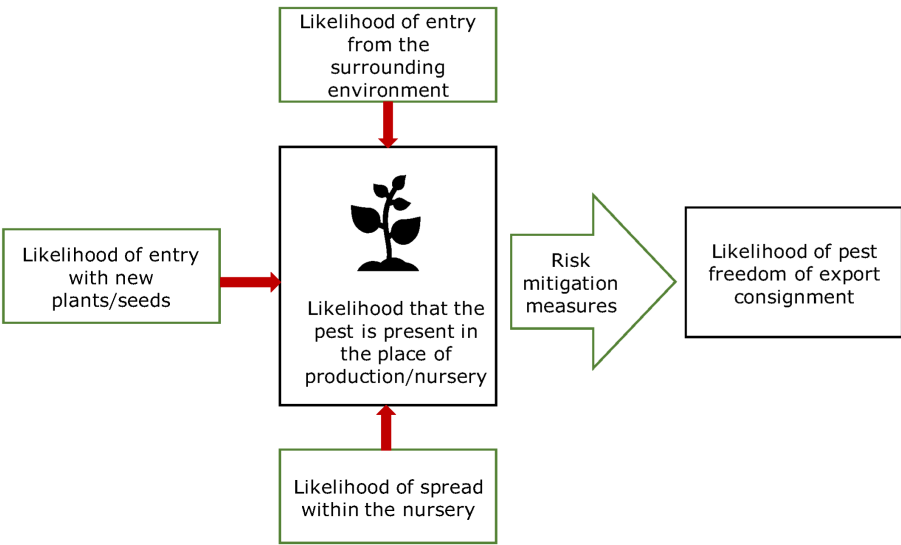 Likelihood of entry
from the
surrounding
environment
Likelihood of entry
with new
plants/seeds
Likelihood that the
pest is present in
the place of
production/nursery
Risk
mitigation
measures
Likelihood of pest
freedom of export
consignment
Likelihood of spread
within the nursery